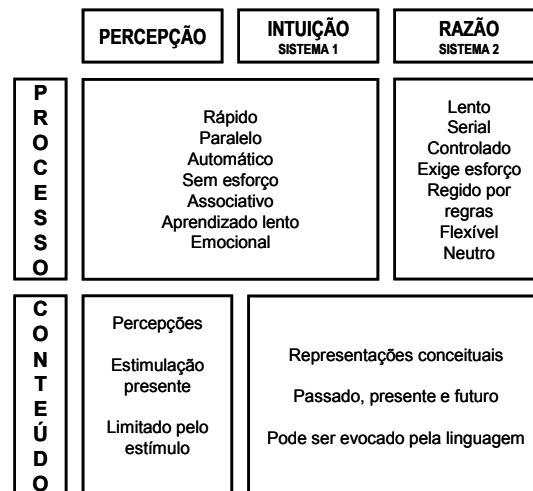 PERCEPÇÃO
INTUIÇÃO
SISTEMA 1
RAZÃO
SISTEMA 2
PROCESSO
Rápido
Paralelo
Automático
Sem esforço
Associativo
Aprendizado lento
Emocional
Lento
Serial
Controlado
Exige esforço
Regido por
regras
Flexível
Neutro
CONTEÚDO
Percepções
Estimulação
presente
Limitado pelo
estímulo
Representações conceituais
Passado, presente e futuro
Pode ser evocado pela linguagem